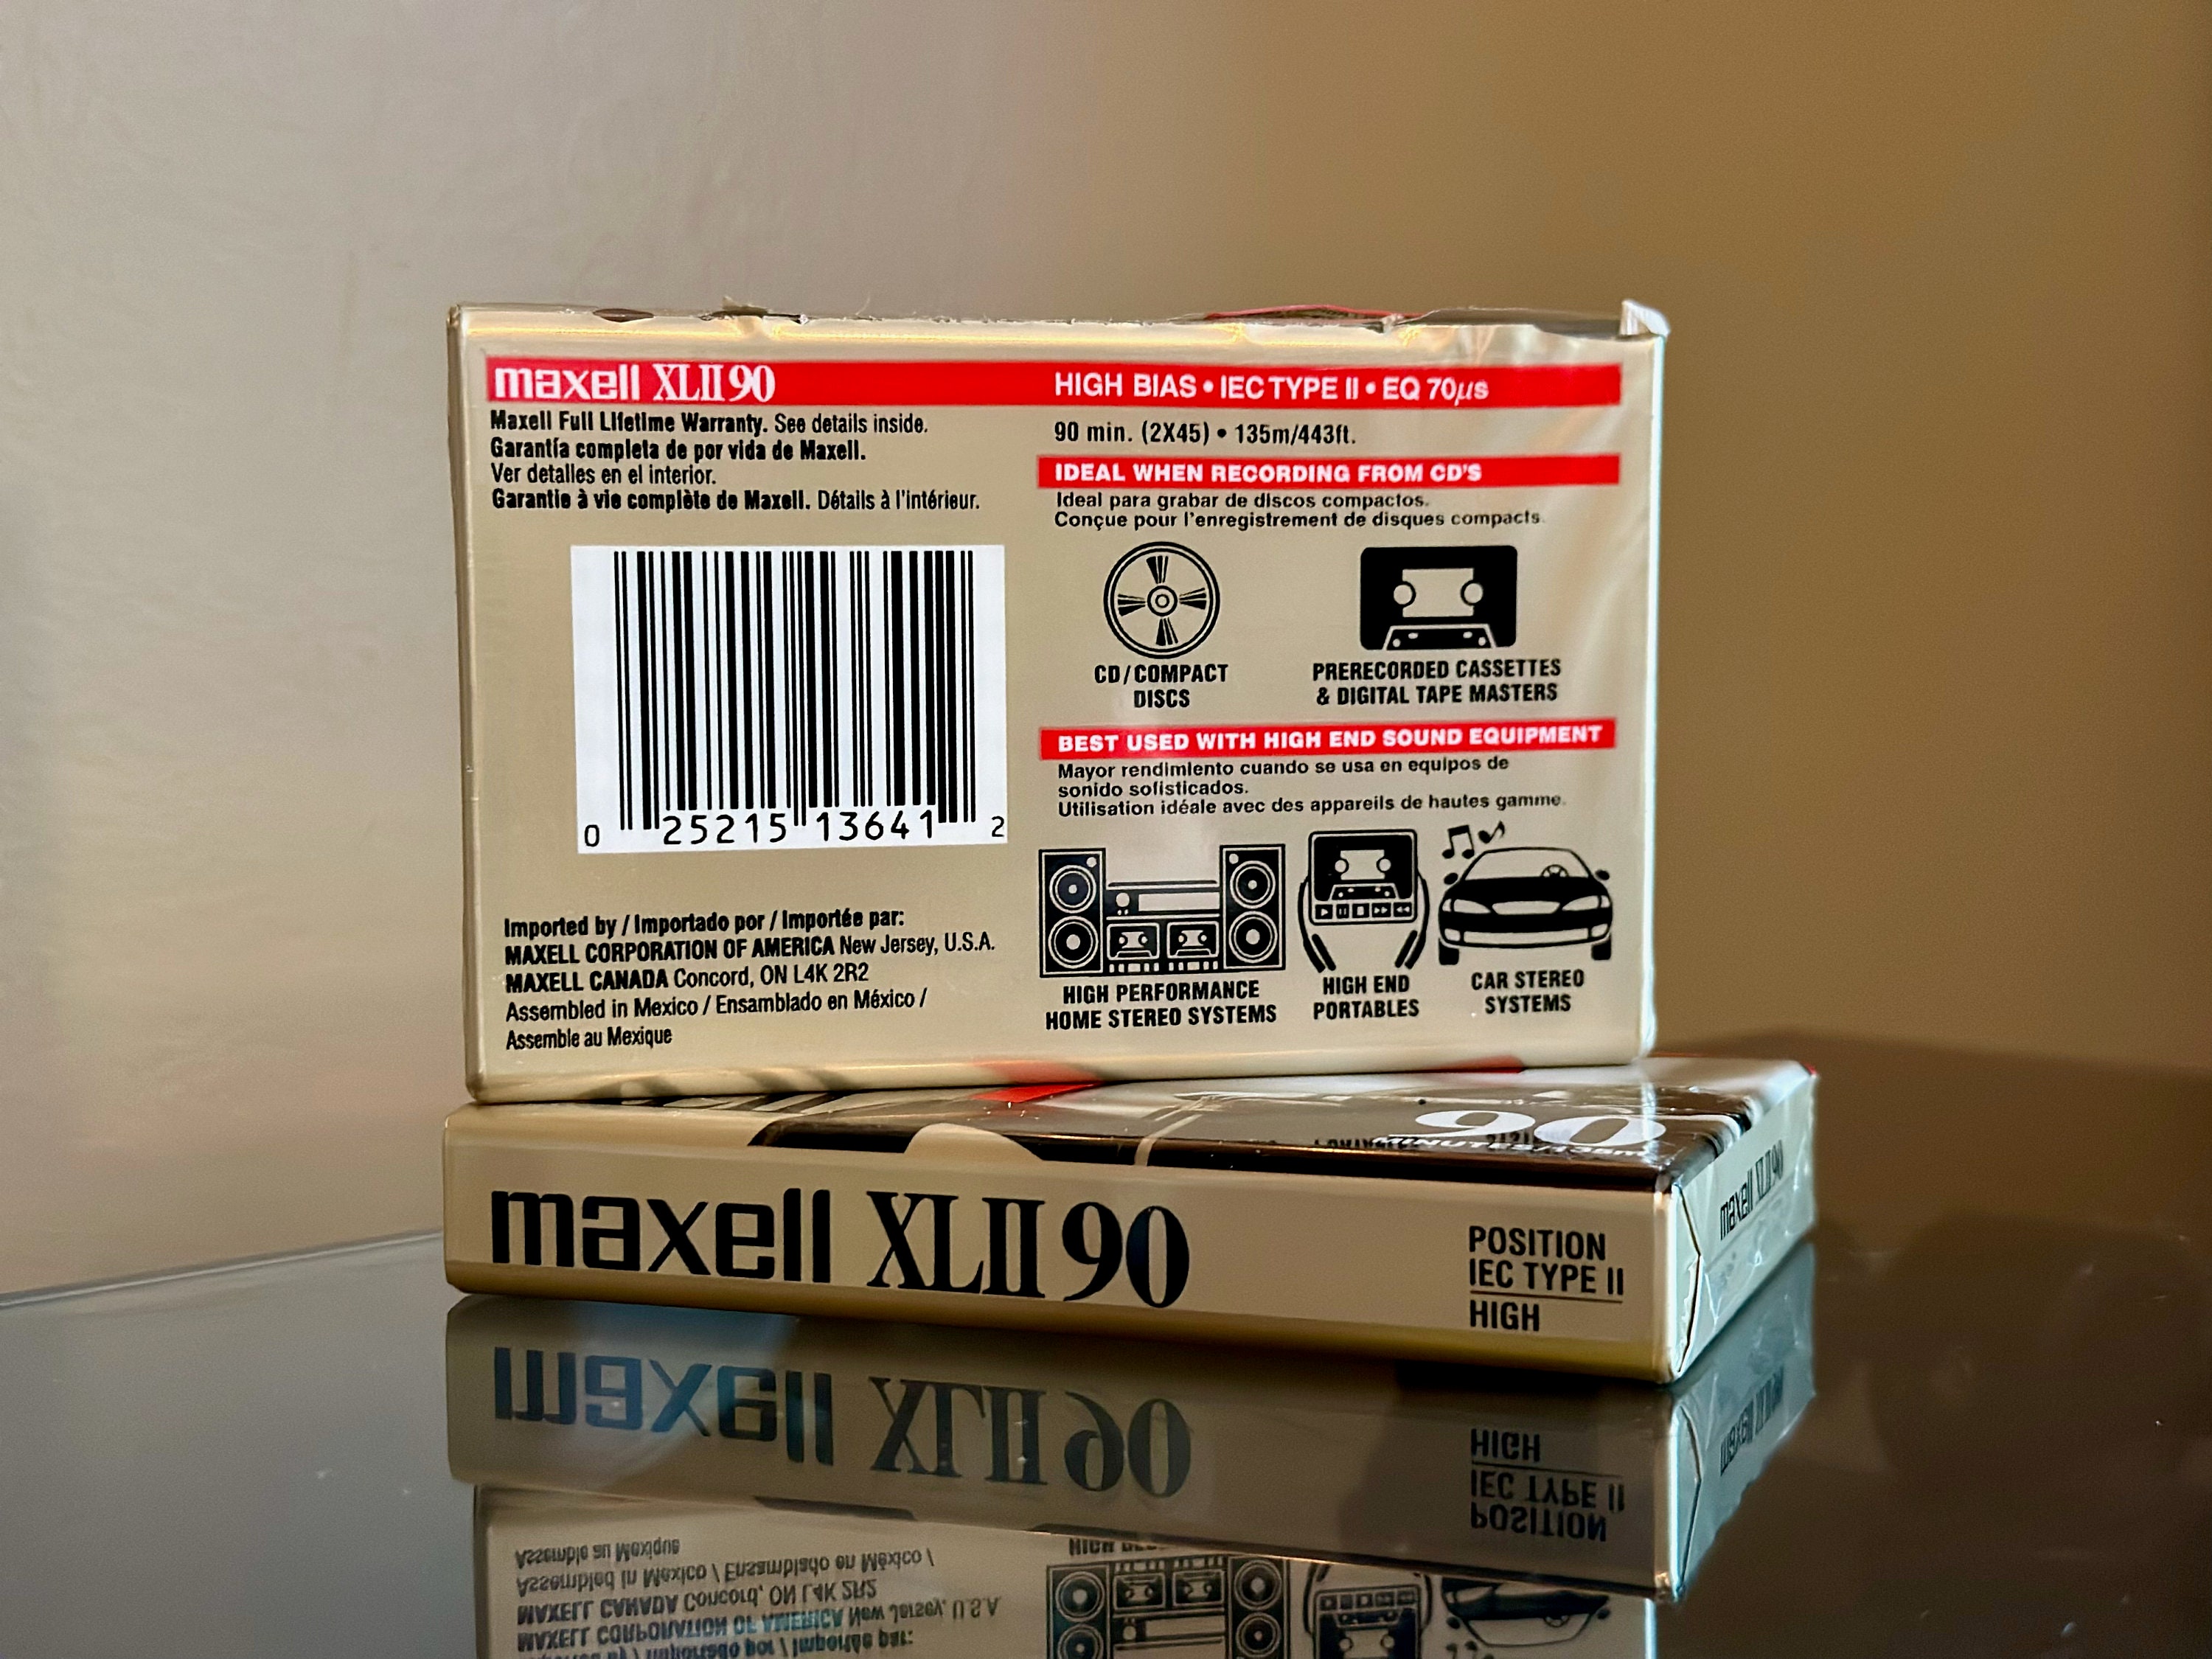 maxell XLII 90
HIGH BIAS • IEC TYPE II • EQ 70µs
Maxell Full Lifetime Warranty. See details inside.
Garantía completa de por vida de Maxell.
Ver detalles en el interior.
Garantie à vie complète de Maxell. Détails à l'intérieur.
90 min. (2X45) • 135m/443ft.
IDEAL WHEN RECORDING FROM CD'S
Ideal para grabar de discos compactos.
Conçue pour l'enregistrement de disques compacts.
CD/COMPACT
DISCS
PRERECORDED CASSETTES
& DIGITAL TAPE MASTERS
BEST USED WITH HIGH END SOUND EQUIPMENT
Mayor rendimiento cuando se usa en equipos de
sonido sofisticados.
Utilisation idéale avec des appareils de hautes gamme.
0 25215 13641 2
HIGH PERFORMANCE
HOME STEREO SYSTEMS
HIGH END
PORTABLES
CAR STEREO
SYSTEMS
Imported by / Importado por / Importée par:
MAXELL CORPORATION OF AMERICA New Jersey, U.S.A.
MAXELL CANADA Concord, ON L4K 2R2
Assembled in Mexico / Ensamblado en México /
Assemble au Mexique
90
MINUTES/135m
maxell XLII 90
POSITION
IEC TYPE II
HIGH
maxell XLII 90